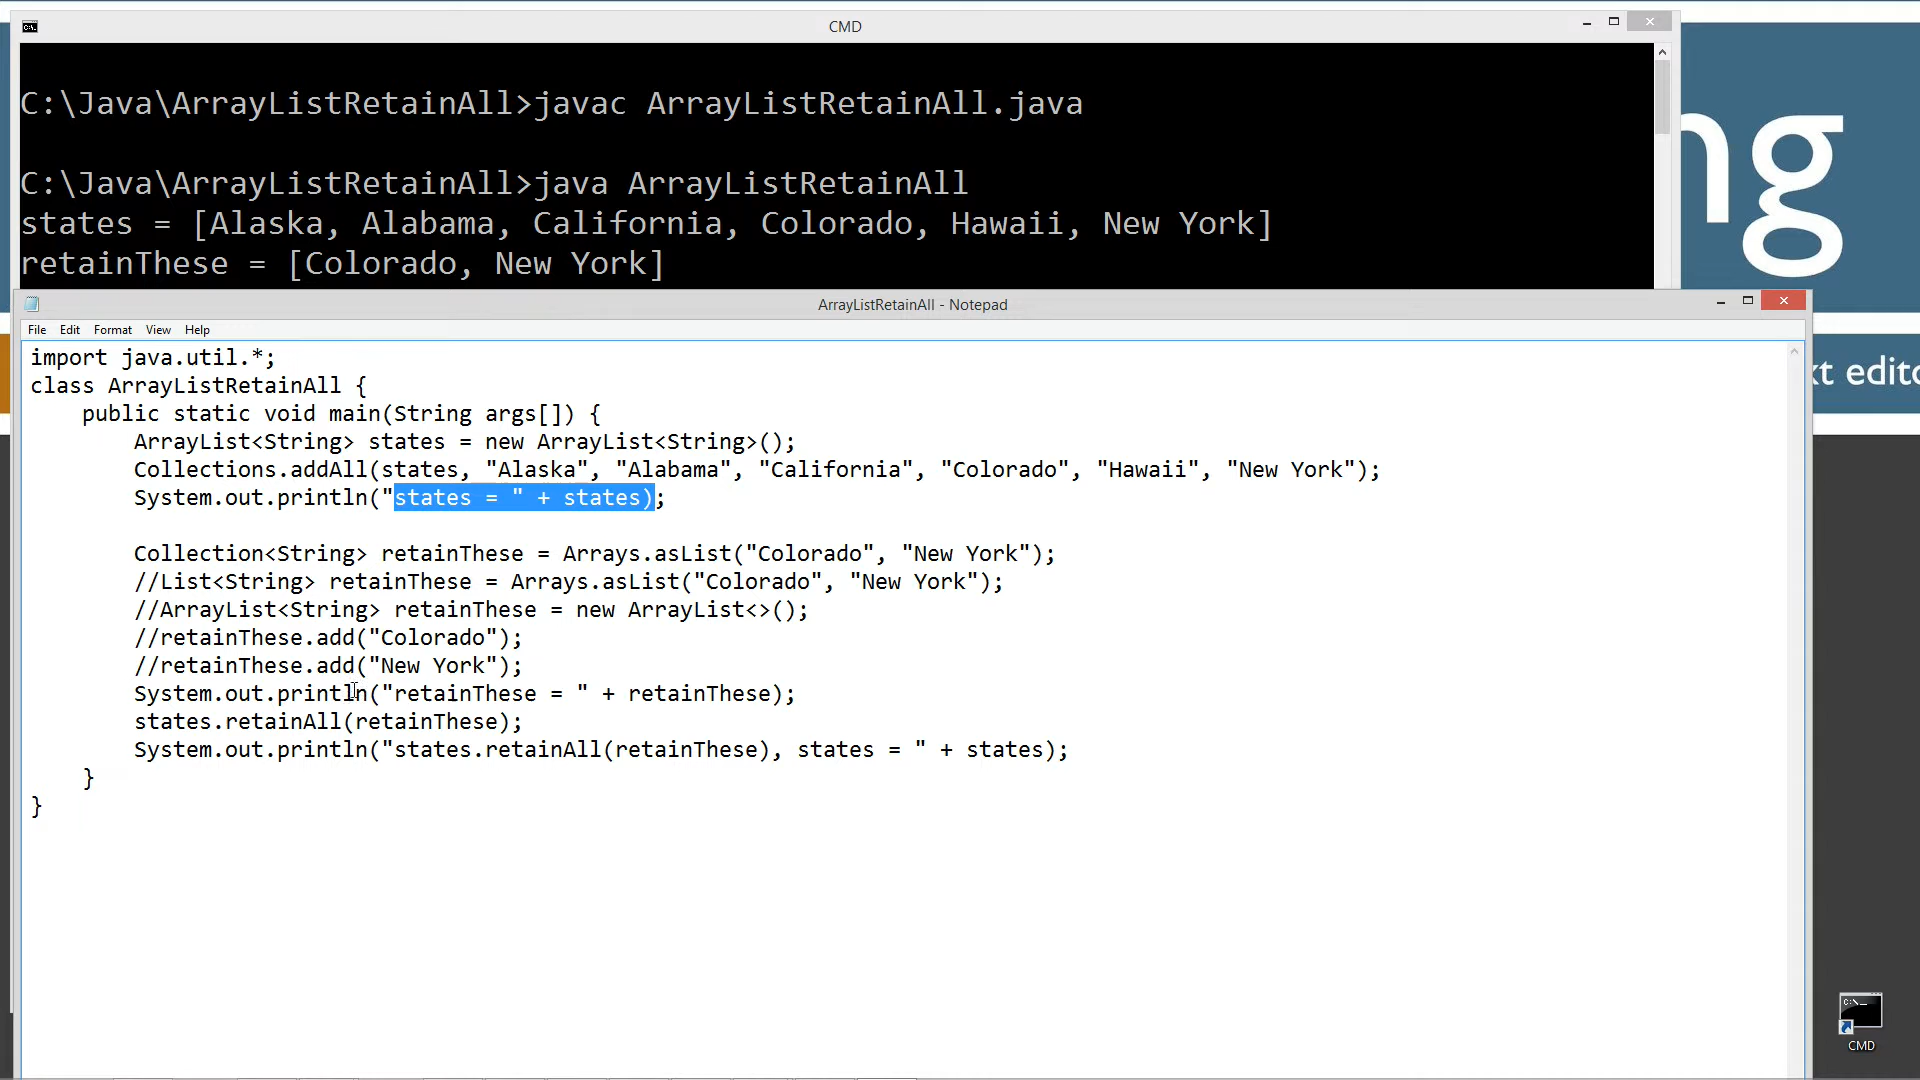 CMD
C:\Java\ArrayListRetainAll>javac ArrayListRetainAll.java
C:\Java\ArrayListRetainAll>java ArrayListRetainAll
states = [Alaska, Alabama, California, Colorado, Hawaii, New York]
retainThese = [Colorado, New York]
ng
ArrayListRetainAll - Notepad
File Edit Format View Help
import java.util.*;
class ArrayListRetainAll {
    public static void main(String args[]) {
        ArrayList<String> states = new ArrayList<String>();
        Collections.addAll(states, "Alaska", "Alabama", "California", "Colorado", "Hawaii", "New York");
        System.out.println("states = " + states);
        Collection<String> retainThese = Arrays.asList("Colorado", "New York");
        //List<String> retainThese = Arrays.asList("Colorado", "New York");
        //ArrayList<String> retainThese = new ArrayList<>();
        //retainThese.add("Colorado");
        //retainThese.add("New York");
        System.out.println("retainThese = " + retainThese);
        states.retainAll(retainThese);
        System.out.println("states.retainAll(retainThese), states = " + states);
    }
}
xt edito
C:\>_
CMD